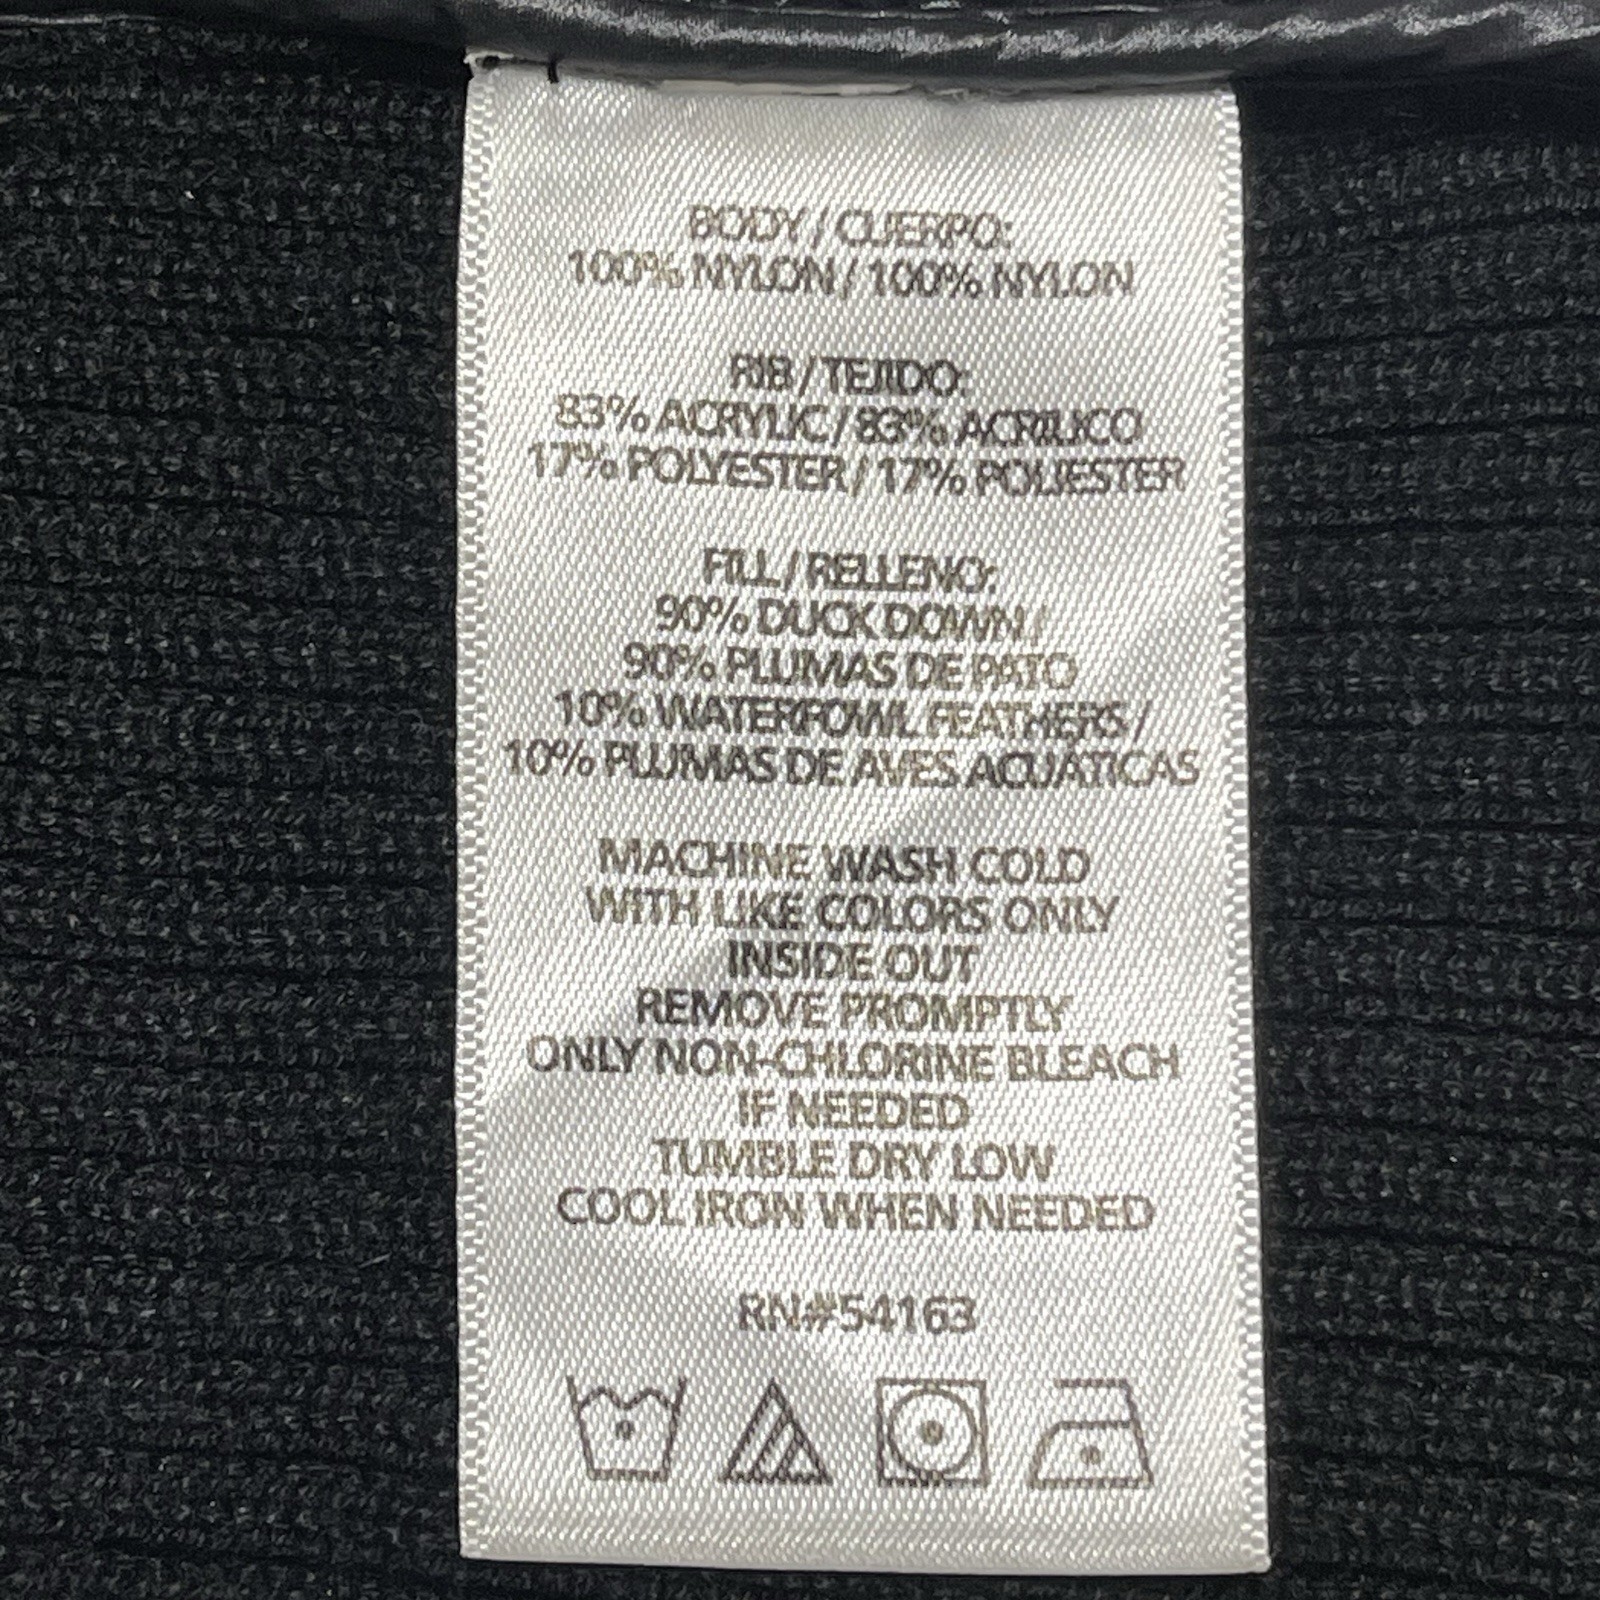 BODY / CUERPO:
100% NYLON / 100% NYLON
RIB / TEJIDO:
83% ACRYLIC / 83% ACRILICO
17% POLYESTER / 17% POLIESTER
FILL / RELLENO:
90% DUCK DOWN /
90% PLUMAS DE PATO
10% WATERFOWL FEATHERS /
10% PLUMAS DE AVES ACUÁTICAS
MACHINE WASH COLD
WITH LIKE COLORS ONLY
INSIDE OUT
REMOVE PROMPTLY
ONLY NON-CHLORINE BLEACH
IF NEEDED
TUMBLE DRY LOW
COOL IRON WHEN NEEDED
RN#54163